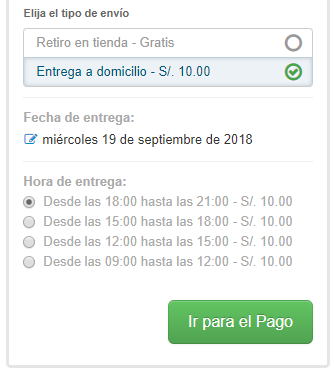 Elija el tipo de envío
Retiro en tienda - Gratis
Entrega a domicilio - S/. 10.00
Fecha de entrega:
miércoles 19 de septiembre de 2018
Hora de entrega:
Desde las 18:00 hasta las 21:00 - S/. 10.00
Desde las 15:00 hasta las 18:00 - S/. 10.00
Desde las 12:00 hasta las 15:00 - S/. 10.00
Desde las 09:00 hasta las 12:00 - S/. 10.00
Ir para el Pago